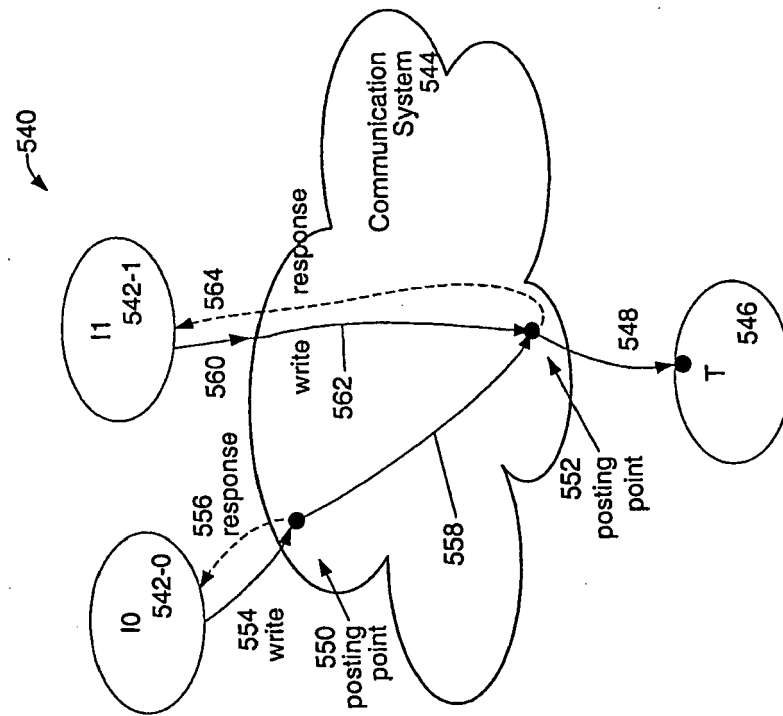 540
I0
542-0
I1
542-1
554
write
556
response
560
write
562
564
response
Communication
System
544
550
posting
point
558
552
posting
point
548
T
546